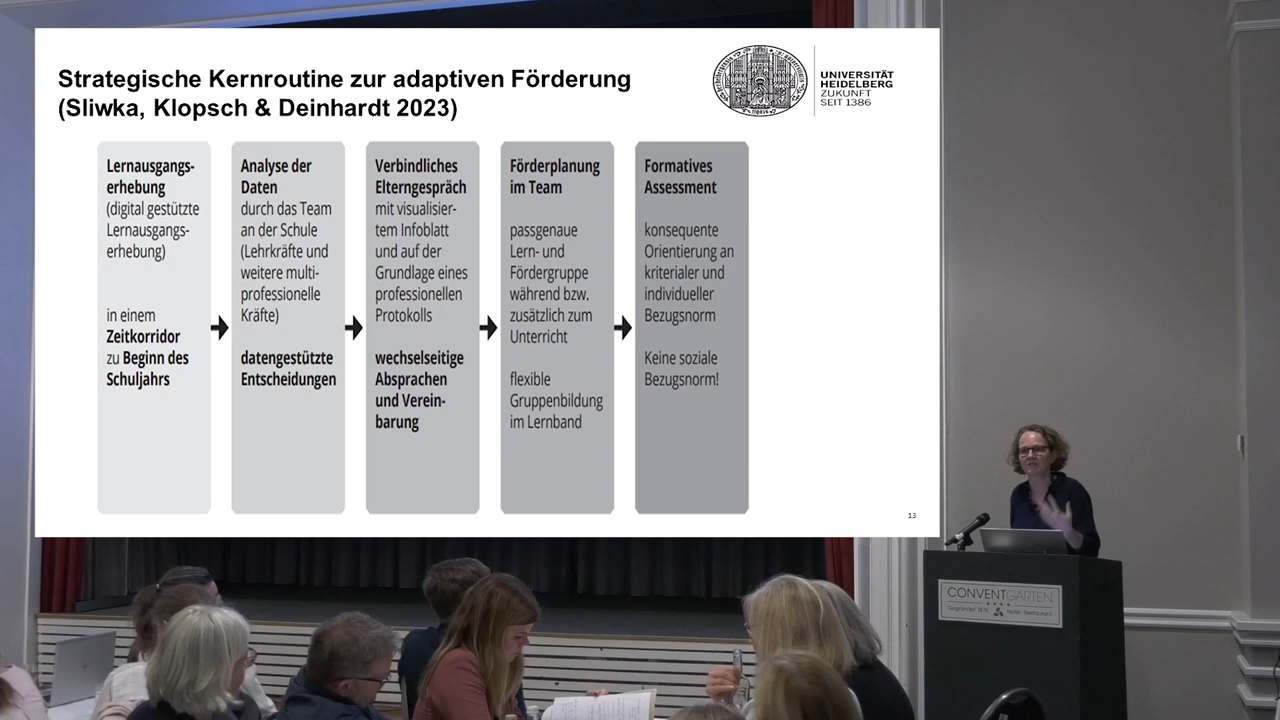 Strategische Kernroutine zur adaptiven Förderung
(Sliwka, Klopsch & Deinhardt 2023)
UNIVERSITÄT
HEIDELBERG
ZUKUNFT
SEIT 1386
Lernausgangs-
erhebung
(digital gestützte
Lernausgangs-
erhebung)
in einem
Zeitkorridor
zu Beginn des
Schuljahrs
Analyse der
Daten
durch das Team
an der Schule
(Lehrkräfte und
weitere multi-
professionelle
Kräfte)
datengestützte
Entscheidungen
Verbindliches
Elterngespräch
mit visualisier-
tem Infoblatt
und auf der
Grundlage eines
professionellen
Protokolls
wechselseitige
Absprachen
und Verein-
barung
Förderplanung
im Team
passgenaue
Lern- und
Fördergruppe
während bzw.
zusätzlich zum
Unterricht
flexible
Gruppenbildung
im Lernband
Formatives
Assessment
konsequente
Orientierung an
kriterialer und
individueller
Bezugsnorm
Keine soziale
Bezugsnorm!
13
CONVENTGARTEN
Gegründet 1874 Hotel · Restaurant